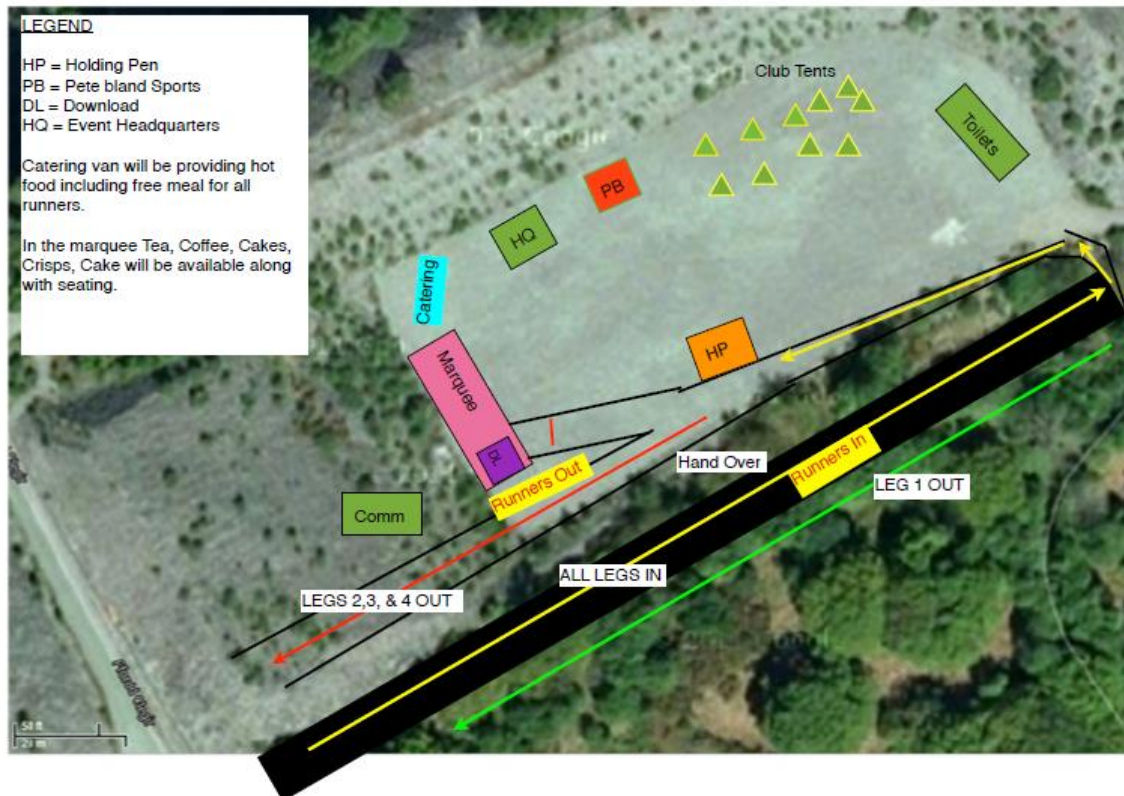 LEGEND
HP = Holding Pen
PB = Pete bland Sports
DL = Download
HQ = Event Headquarters
Catering van will be providing hot
food including free meal for all
runners.
In the marquee Tea, Coffee, Cakes,
Crisps, Cake will be available along
with seating.
Club Tents
Toilets
PB
HQ
Catering
HP
Marquee
DL
Runners Out
Hand Over
Runners In
LEG 1 OUT
Comm
ALL LEGS IN
LEGS 2,3, & 4 OUT